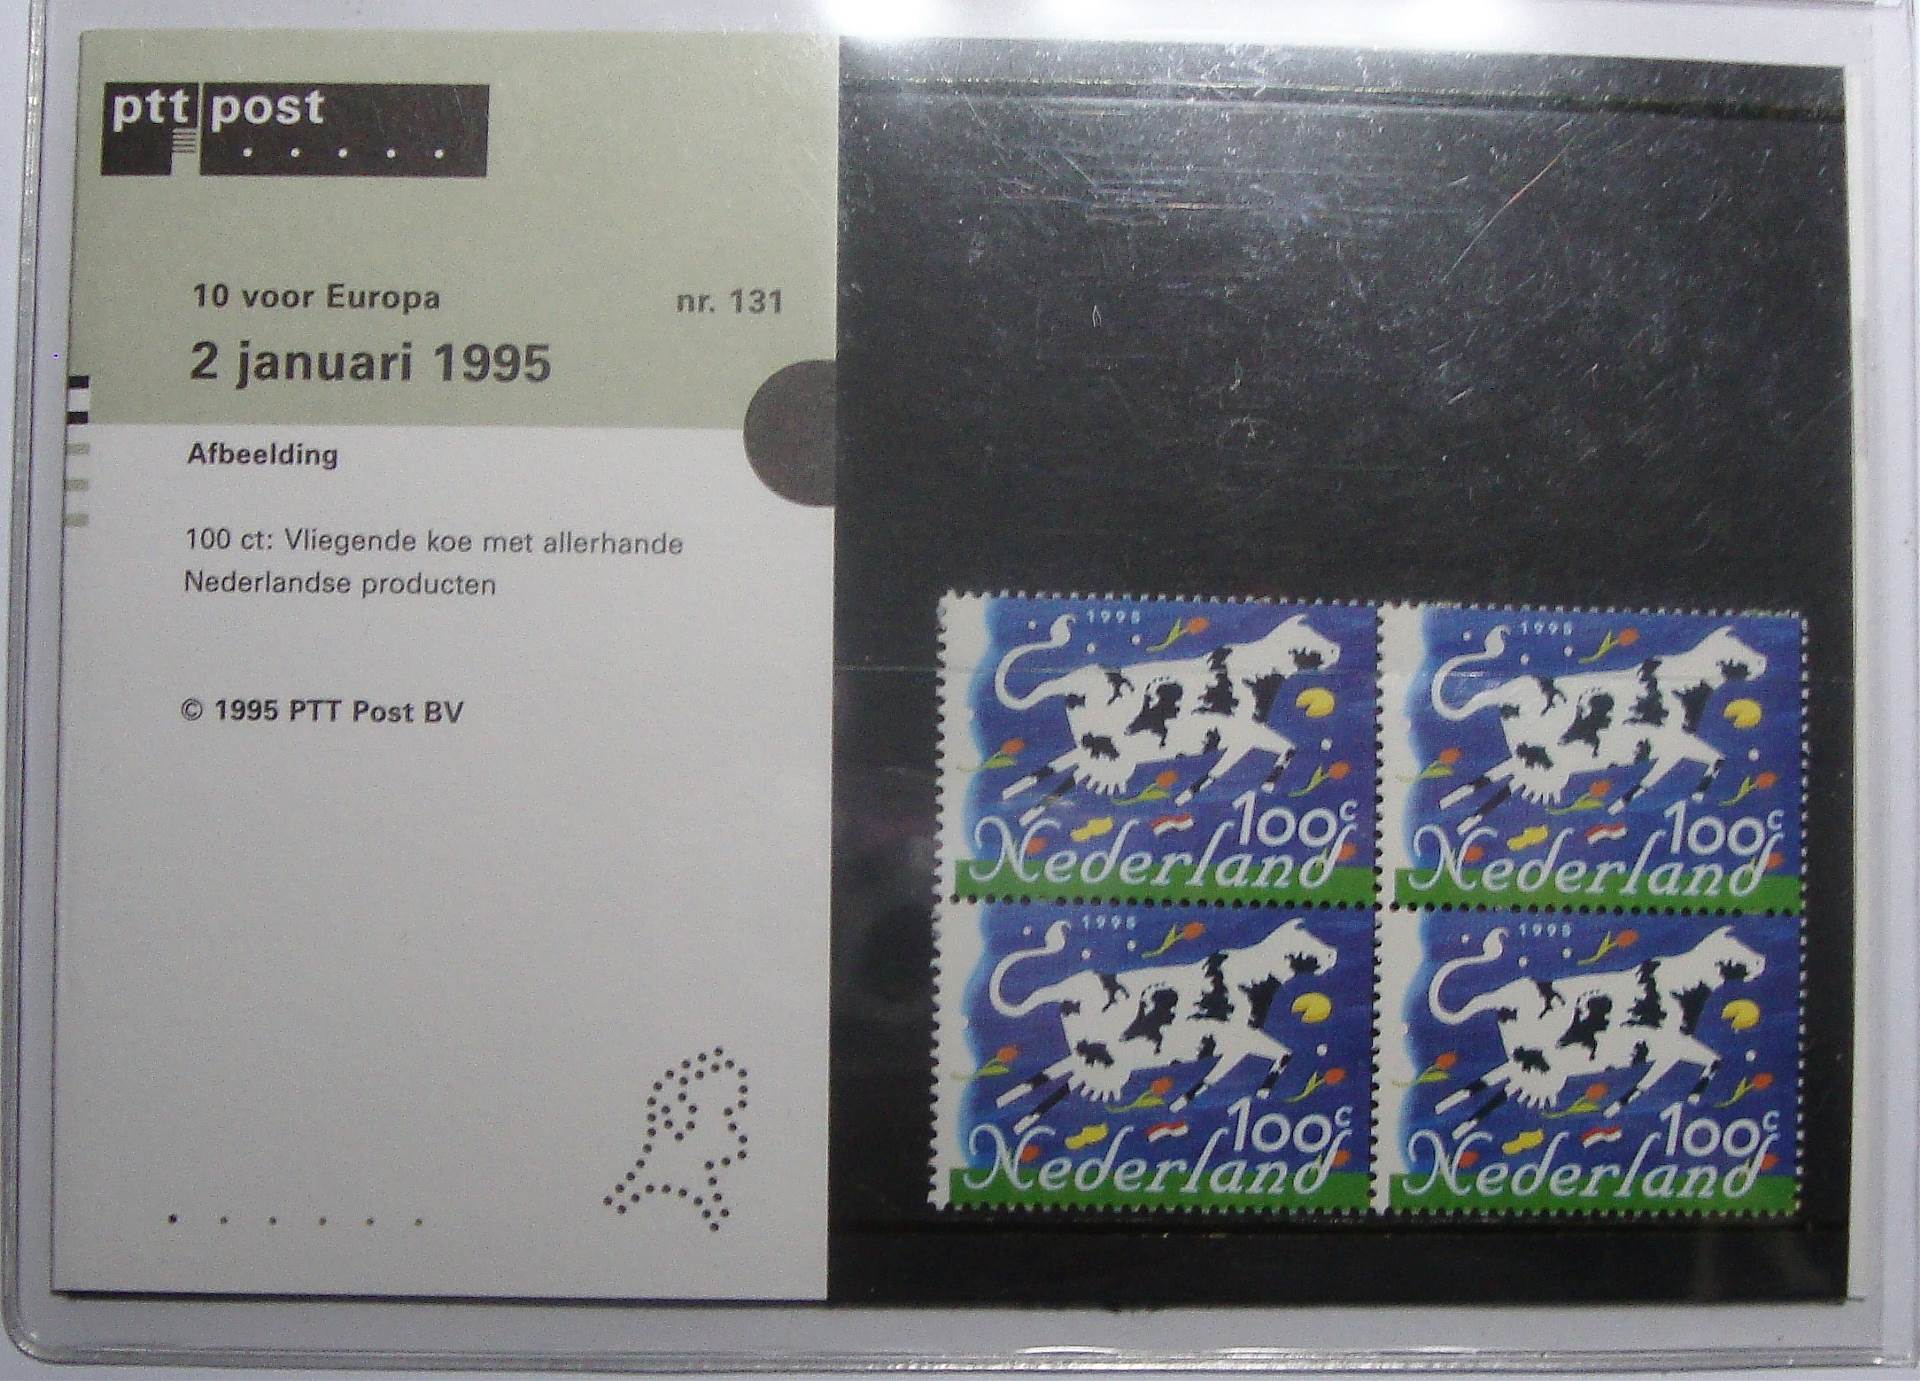 ptt post
10 voor Europa nr. 131
2 januari 1995
Afbeelding
100 ct: Vliegende koe met allerhande
Nederlandse producten
© 1995 PTT Post BV
1995
100c
Nederland
1995
100c
Nederland
1995
100c
Nederland
1995
100c
Nederland